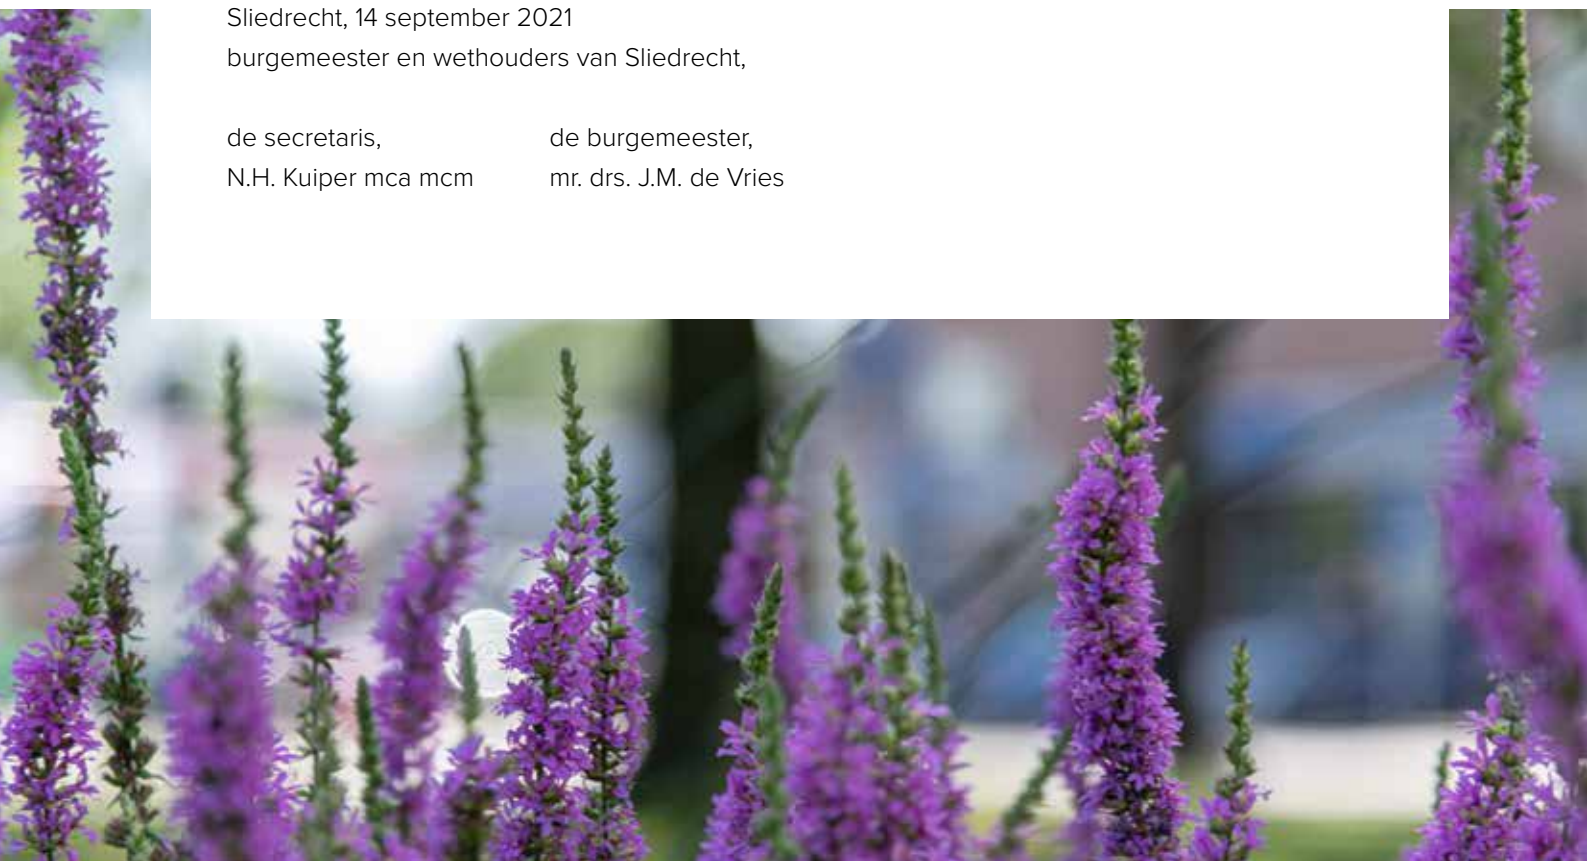 Sliedrecht, 14 september 2021
burgemeester en wethouders van Sliedrecht,
de secretaris, de burgemeester,
N.H. Kuiper mca mcm mr. drs. J.M. de Vries